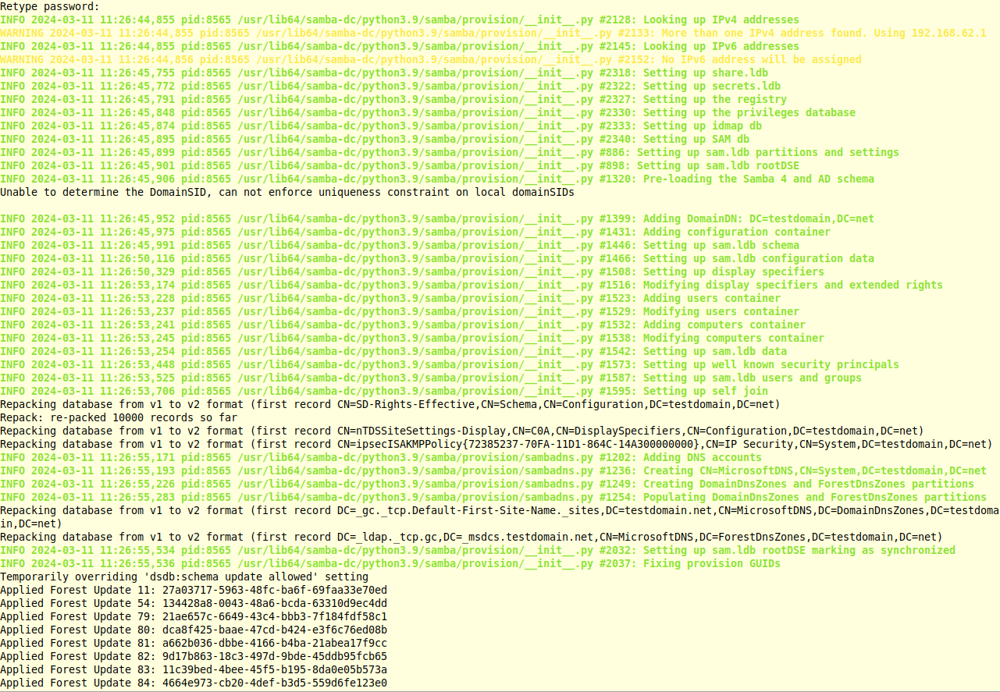 Retype password:
INFO 2024-03-11 11:26:44,855 pid:8565 /usr/lib64/samba-dc/python3.9/samba/provision/__init__.py #2128: Looking up IPv4 addresses
WARNING 2024-03-11 11:26:44,855 pid:8565 /usr/lib64/samba-dc/python3.9/samba/provision/__init__.py #2133: More than one IPv4 address found. Using 192.168.62.1
INFO 2024-03-11 11:26:44,855 pid:8565 /usr/lib64/samba-dc/python3.9/samba/provision/__init__.py #2145: Looking up IPv6 addresses
WARNING 2024-03-11 11:26:44,856 pid:8565 /usr/lib64/samba-dc/python3.9/samba/provision/__init__.py #2152: No IPv6 address will be assigned
INFO 2024-03-11 11:26:45,755 pid:8565 /usr/lib64/samba-dc/python3.9/samba/provision/__init__.py #2318: Setting up share.ldb
INFO 2024-03-11 11:26:45,772 pid:8565 /usr/lib64/samba-dc/python3.9/samba/provision/__init__.py #2322: Setting up secrets.ldb
INFO 2024-03-11 11:26:45,791 pid:8565 /usr/lib64/samba-dc/python3.9/samba/provision/__init__.py #2327: Setting up the registry
INFO 2024-03-11 11:26:45,848 pid:8565 /usr/lib64/samba-dc/python3.9/samba/provision/__init__.py #2330: Setting up the privileges database
INFO 2024-03-11 11:26:45,874 pid:8565 /usr/lib64/samba-dc/python3.9/samba/provision/__init__.py #2333: Setting up idmap db
INFO 2024-03-11 11:26:45,895 pid:8565 /usr/lib64/samba-dc/python3.9/samba/provision/__init__.py #2340: Setting up SAM db
INFO 2024-03-11 11:26:45,899 pid:8565 /usr/lib64/samba-dc/python3.9/samba/provision/__init__.py #886: Setting up sam.ldb partitions and settings
INFO 2024-03-11 11:26:45,901 pid:8565 /usr/lib64/samba-dc/python3.9/samba/provision/__init__.py #898: Setting up sam.ldb rootDSE
INFO 2024-03-11 11:26:45,906 pid:8565 /usr/lib64/samba-dc/python3.9/samba/provision/__init__.py #1320: Pre-loading the Samba 4 and AD schema
Unable to determine the DomainSID, can not enforce uniqueness constraint on local domainSIDs
INFO 2024-03-11 11:26:45,952 pid:8565 /usr/lib64/samba-dc/python3.9/samba/provision/__init__.py #1399: Adding DomainDN: DC=testdomain,DC=net
INFO 2024-03-11 11:26:45,975 pid:8565 /usr/lib64/samba-dc/python3.9/samba/provision/__init__.py #1431: Adding configuration container
INFO 2024-03-11 11:26:45,991 pid:8565 /usr/lib64/samba-dc/python3.9/samba/provision/__init__.py #1446: Setting up sam.ldb schema
INFO 2024-03-11 11:26:50,116 pid:8565 /usr/lib64/samba-dc/python3.9/samba/provision/__init__.py #1466: Setting up sam.ldb configuration data
INFO 2024-03-11 11:26:50,329 pid:8565 /usr/lib64/samba-dc/python3.9/samba/provision/__init__.py #1508: Setting up display specifiers
INFO 2024-03-11 11:26:53,174 pid:8565 /usr/lib64/samba-dc/python3.9/samba/provision/__init__.py #1516: Modifying display specifiers and extended rights
INFO 2024-03-11 11:26:53,228 pid:8565 /usr/lib64/samba-dc/python3.9/samba/provision/__init__.py #1523: Adding users container
INFO 2024-03-11 11:26:53,237 pid:8565 /usr/lib64/samba-dc/python3.9/samba/provision/__init__.py #1529: Modifying users container
INFO 2024-03-11 11:26:53,241 pid:8565 /usr/lib64/samba-dc/python3.9/samba/provision/__init__.py #1532: Adding computers container
INFO 2024-03-11 11:26:53,245 pid:8565 /usr/lib64/samba-dc/python3.9/samba/provision/__init__.py #1538: Modifying computers container
INFO 2024-03-11 11:26:53,254 pid:8565 /usr/lib64/samba-dc/python3.9/samba/provision/__init__.py #1542: Setting up sam.ldb data
INFO 2024-03-11 11:26:53,448 pid:8565 /usr/lib64/samba-dc/python3.9/samba/provision/__init__.py #1573: Setting up well known security principals
INFO 2024-03-11 11:26:53,525 pid:8565 /usr/lib64/samba-dc/python3.9/samba/provision/__init__.py #1587: Setting up sam.ldb users and groups
INFO 2024-03-11 11:26:53,706 pid:8565 /usr/lib64/samba-dc/python3.9/samba/provision/__init__.py #1595: Setting up self join
Repacking database from v1 to v2 format (first record CN=SD-Rights-Effective,CN=Schema,CN=Configuration,DC=testdomain,DC=net)
Repack: re-packed 10000 records so far
Repacking database from v1 to v2 format (first record CN=nTDSSiteSettings-Display,CN=C0A,CN=DisplaySpecifiers,CN=Configuration,DC=testdomain,DC=net)
Repacking database from v1 to v2 format (first record CN=ipsecISAKMPPolicy{72385237-70FA-11D1-864C-14A300000000},CN=IP Security,CN=System,DC=testdomain,DC=net)
INFO 2024-03-11 11:26:55,171 pid:8565 /usr/lib64/samba-dc/python3.9/samba/provision/sambadns.py #1202: Adding DNS accounts
INFO 2024-03-11 11:26:55,193 pid:8565 /usr/lib64/samba-dc/python3.9/samba/provision/sambadns.py #1236: Creating CN=MicrosoftDNS,CN=System,DC=testdomain,DC=net
INFO 2024-03-11 11:26:55,226 pid:8565 /usr/lib64/samba-dc/python3.9/samba/provision/sambadns.py #1249: Creating DomainDnsZones and ForestDnsZones partitions
INFO 2024-03-11 11:26:55,283 pid:8565 /usr/lib64/samba-dc/python3.9/samba/provision/sambadns.py #1254: Populating DomainDnsZones and ForestDnsZones partitions
Repacking database from v1 to v2 format (first record DC=_gc._tcp.Default-First-Site-Name._sites,DC=testdomain.net,CN=MicrosoftDNS,DC=DomainDnsZones,DC=testdoma
in,DC=net)
Repacking database from v1 to v2 format (first record DC=_ldap._tcp.gc,DC=_msdcs.testdomain.net,CN=MicrosoftDNS,DC=ForestDnsZones,DC=testdomain,DC=net)
INFO 2024-03-11 11:26:55,534 pid:8565 /usr/lib64/samba-dc/python3.9/samba/provision/__init__.py #2032: Setting up sam.ldb rootDSE marking as synchronized
INFO 2024-03-11 11:26:55,536 pid:8565 /usr/lib64/samba-dc/python3.9/samba/provision/__init__.py #2037: Fixing provision GUIDs
Temporarily overriding 'dsdb:schema update allowed' setting
Applied Forest Update 11: 27a03717-5963-48fc-ba6f-69faa33e70ed
Applied Forest Update 54: 134428a8-0043-48a6-bcda-63310d9ec4dd
Applied Forest Update 79: 21ae657c-6649-43c4-bbb3-7f184fdf58c1
Applied Forest Update 80: dca8f425-baae-47cd-b424-e3f6c76ed08b
Applied Forest Update 81: a662b036-dbbe-4166-b4ba-21abea17f9cc
Applied Forest Update 82: 9d17b863-18c3-497d-9bde-45ddb95fcb65
Applied Forest Update 83: 11c39bed-4bee-45f5-b195-8da0e05b573a
Applied Forest Update 84: 4664e973-cb20-4def-b3d5-559d6fe123e0